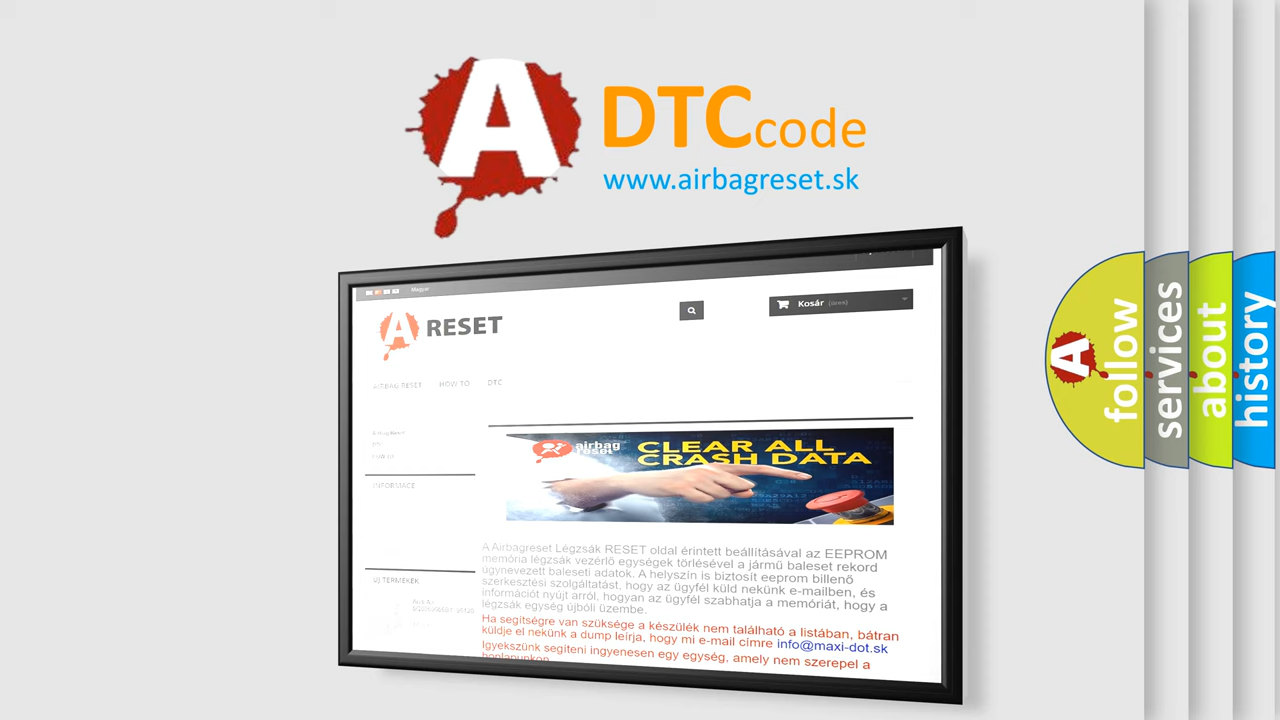 A
DTC code
www.airbagreset.sk
Magyar
A RESET
Kosár (üres)
AIRBAG RESET HOW TO DTC
INFORMACE
ÚJ TERMÉKEK
airbag
reset
CLEAR ALL
CRASH DATA
A Airbagreset Légzsák RESET oldal érintett beállításával az EEPROM
memória légzsák vezérlő egységek törlésével a jármű baleset rekord
úgynevezett baleseti adatok. A helyszín is biztosít eeprom billenő
szerkesztési szolgáltatást, hogy az ügyfél küld nekünk e-mailben, és
információt nyújt arról, hogyan az ügyfél szabhatja a memóriát, hogy a
légzsák egység újbóli üzembe.
Ha segítségre van szüksége a készülék nem található a listában, bátran
küldje el nekünk a dump leírja, hogy mi e-mail címre info@maxi-dot.sk
Igyekszünk segíteni ingyenesen egy egység, amely nem szerepel a
honlapunkon
A
follow
services
about
history